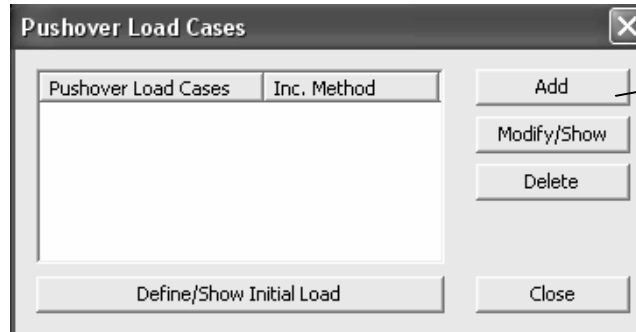 Pushover Load Cases
Pushover Load Cases Inc. Method
Add
Modify/Show
Delete
Define/Show Initial Load
Close